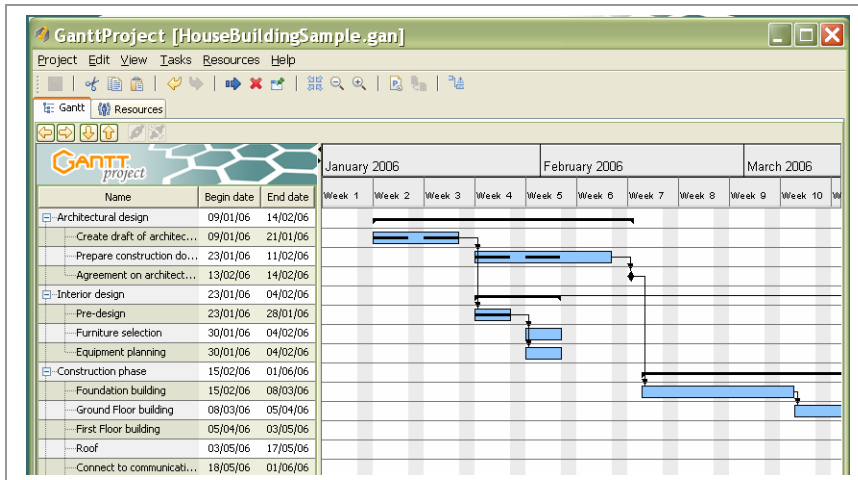 GanttProject [HouseBuildingSample.gan]
Project Edit View Tasks Resources Help
Gantt Resources
GANTT
project
January 2006 February 2006 March 2006
Name Begin date End date Week 1 Week 2 Week 3 Week 4 Week 5 Week 6 Week 7 Week 8 Week 9 Week 10 W
Architectural design 09/01/06 14/02/06
Create draft of architec... 09/01/06 21/01/06
Prepare construction do... 23/01/06 11/02/06
Agreement on architect... 13/02/06 14/02/06
Interior design 23/01/06 04/02/06
Pre-design 23/01/06 28/01/06
Furniture selection 30/01/06 04/02/06
Equipment planning 30/01/06 04/02/06
Construction phase 15/02/06 01/06/06
Foundation building 15/02/06 08/03/06
Ground Floor building 08/03/06 05/04/06
First Floor building 05/04/06 03/05/06
Roof 03/05/06 17/05/06
Connect to communicati... 18/05/06 01/06/06